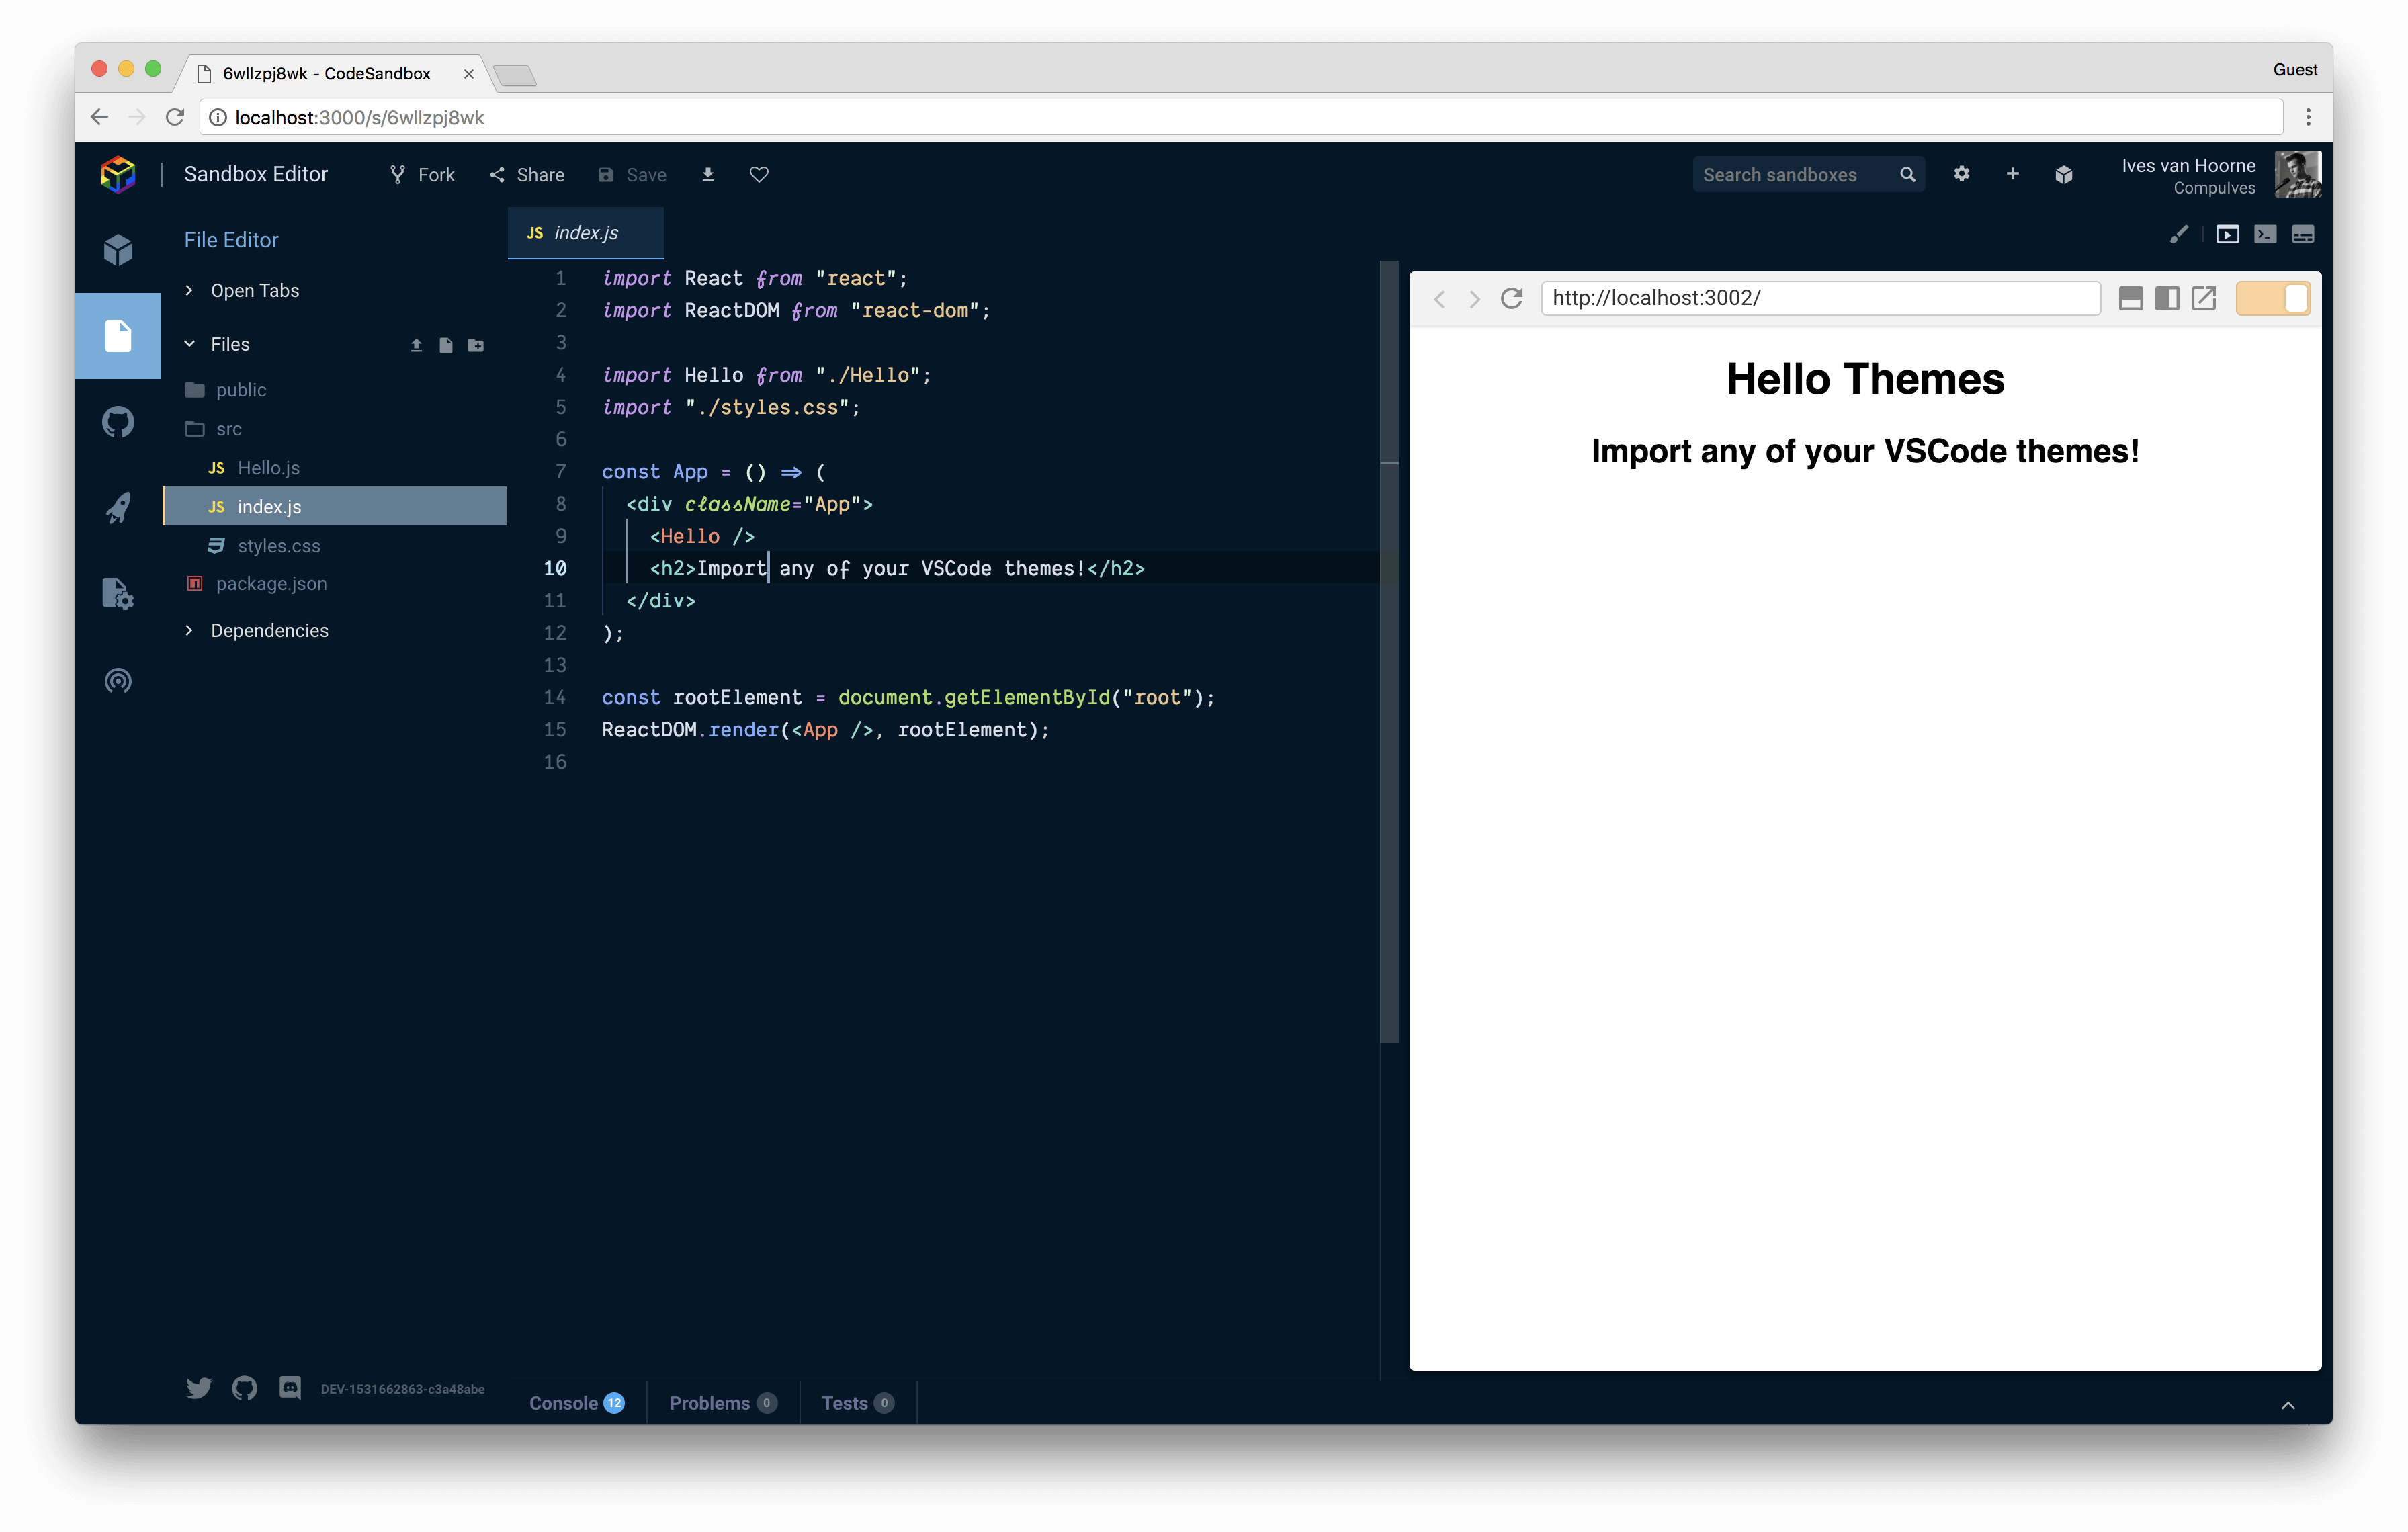 6wllzpj8wk - CodeSandbox
Guest
localhost:3000/s/6wllzpj8wk
Sandbox Editor
Fork
Share
Save
Search sandboxes
Ives van Hoorne
CompuIves
File Editor
Open Tabs
Files
public
src
JS Hello.js
JS index.js
styles.css
package.json
Dependencies
JS index.js
1 import React from "react";
2 import ReactDOM from "react-dom";
3
4 import Hello from "./Hello";
5 import "./styles.css";
6
7 const App = () => (
8 <div className="App">
9 <Hello />
10 <h2>Import any of your VSCode themes!</h2>
11 </div>
12 );
13
14 const rootElement = document.getElementById("root");
15 ReactDOM.render(<App />, rootElement);
16
http://localhost:3002/
Hello Themes
Import any of your VSCode themes!
DEV-1531662863-c3a48abe
Console 12
Problems 0
Tests 0